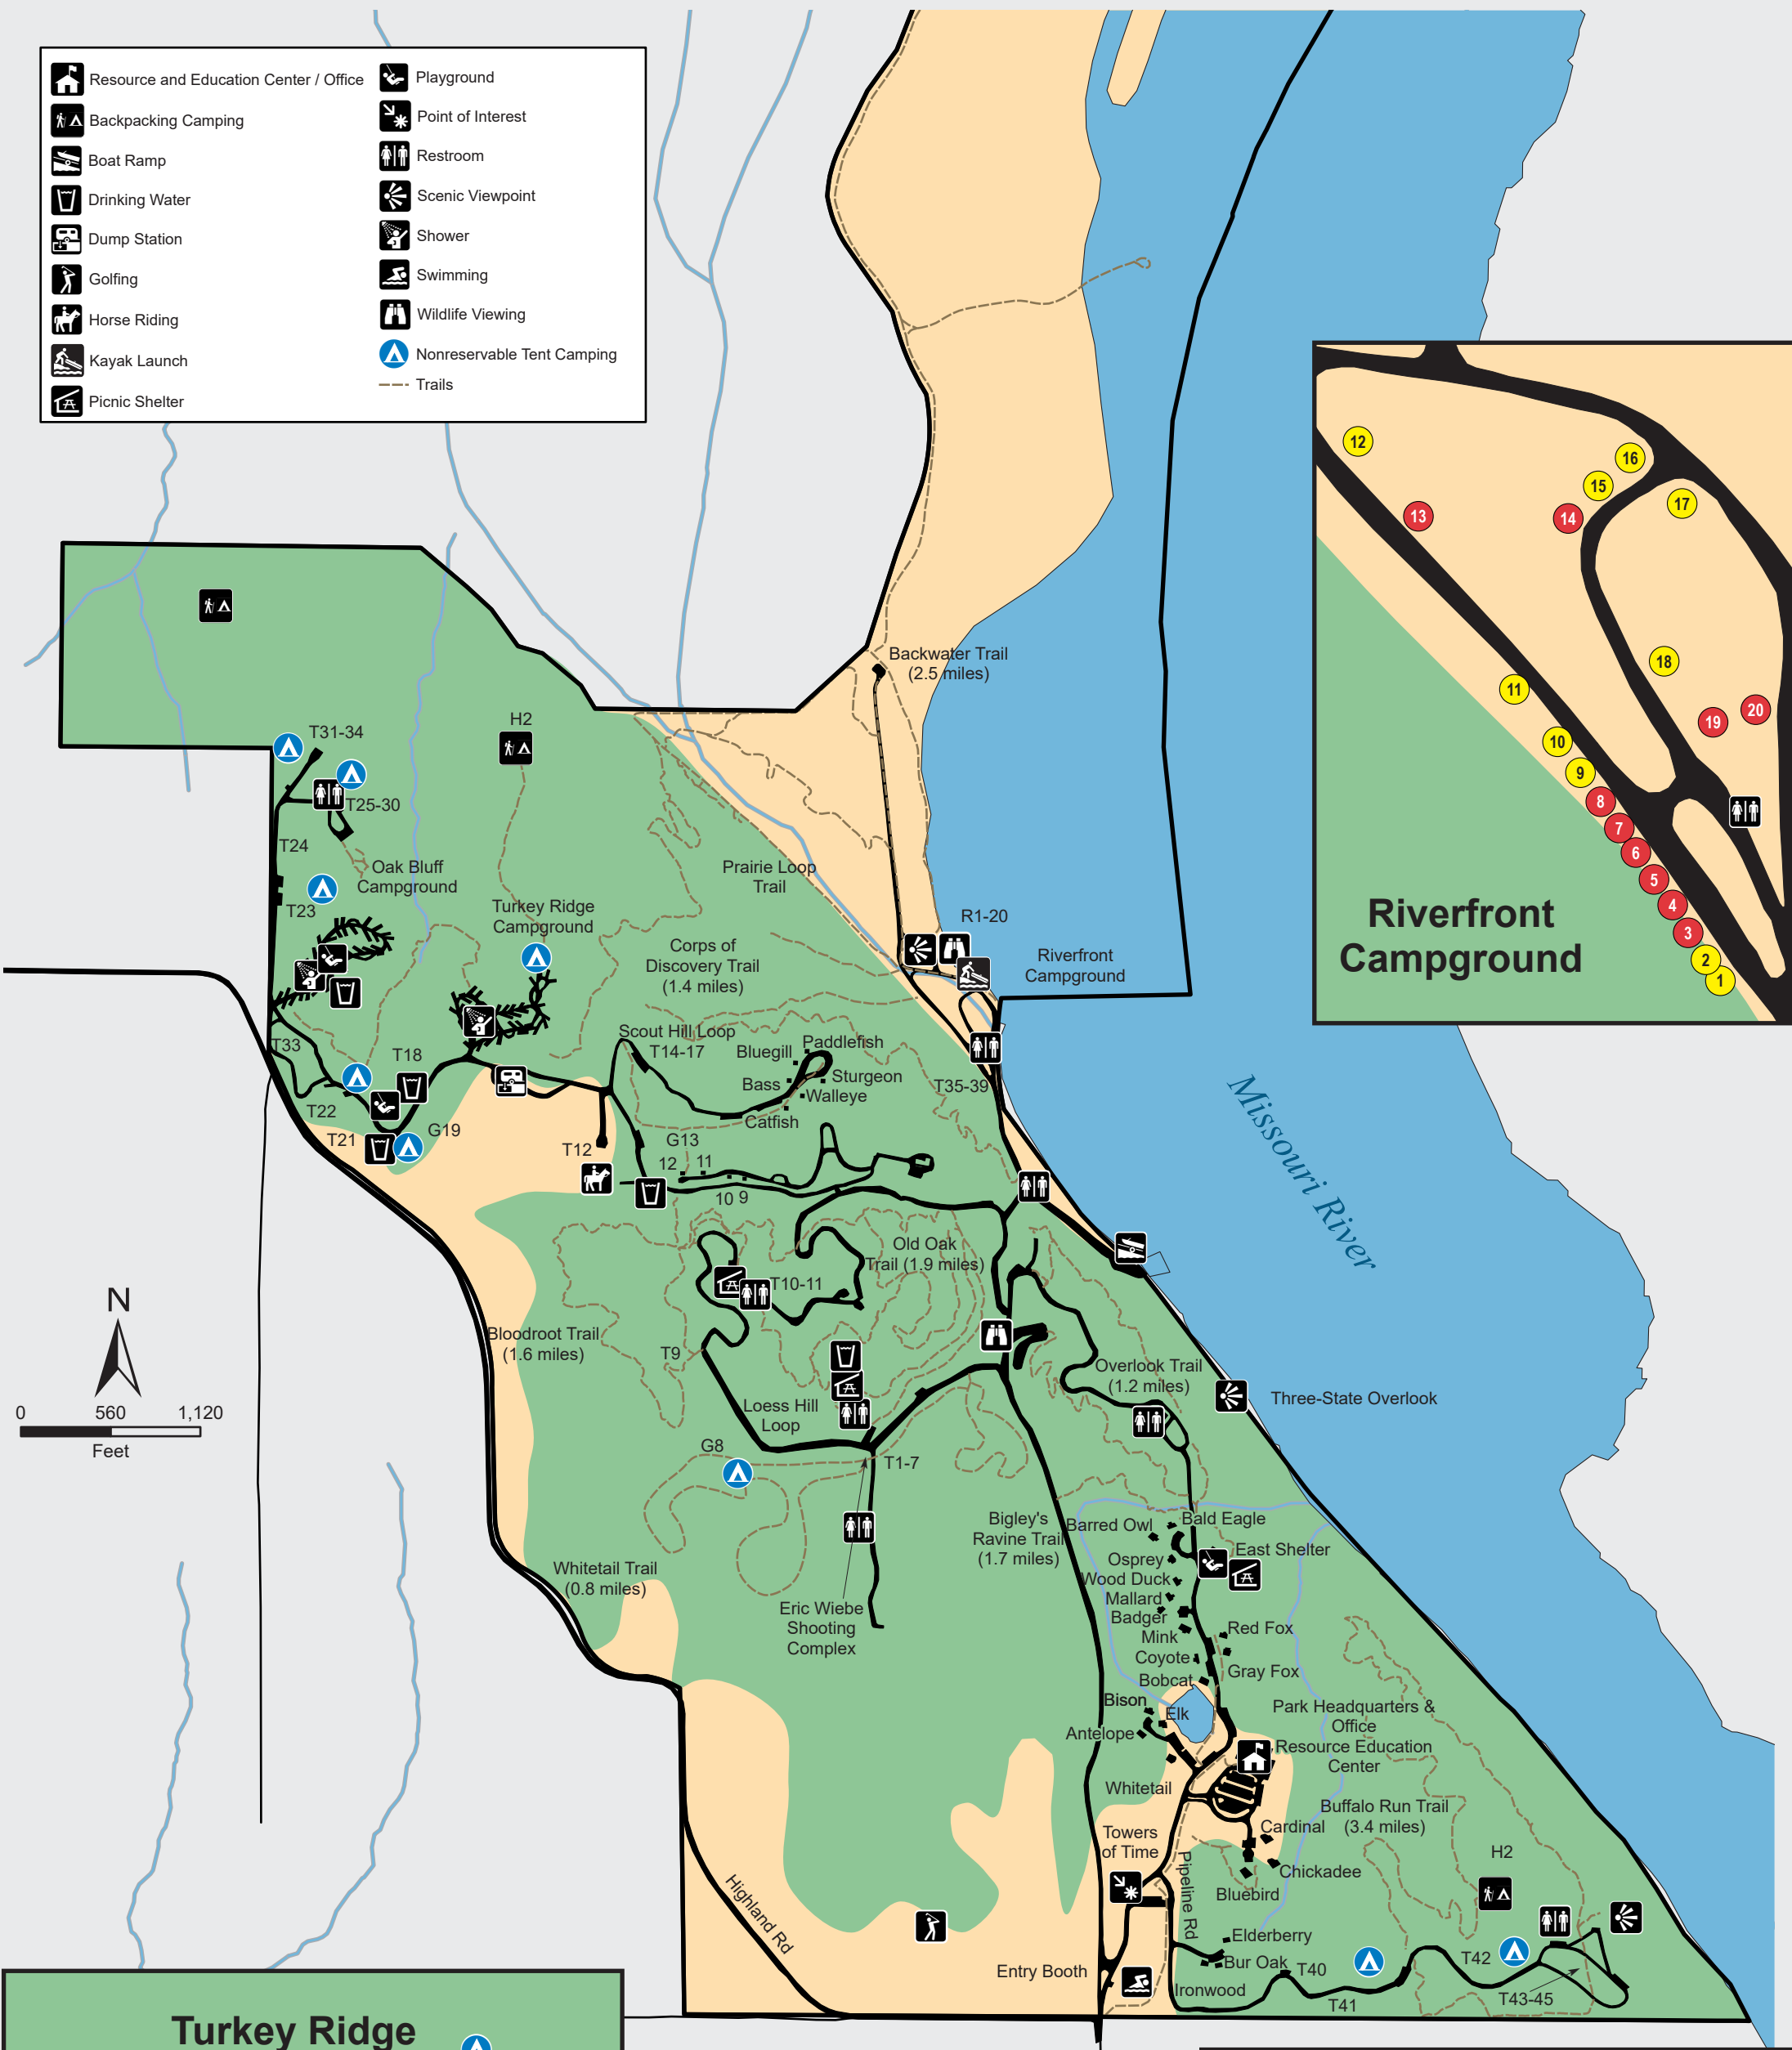 Resource and Education Center / Office
Backpacking Camping
Boat Ramp
Drinking Water
Dump Station
Golfing
Horse Riding
Kayak Launch
Picnic Shelter
Playground
Point of Interest
Restroom
Scenic Viewpoint
Shower
Swimming
Wildlife Viewing
Nonreservable Tent Camping
Trails
12
13
14
15
16
17
18
19
20
11
10
9
8
7
6
5
4
3
2
1
Riverfront
Campground
Backwater Trail
(2.5 miles)
H2
T31-34
T25-30
T24
Oak Bluff
Campground
T23
Turkey Ridge
Campground
Prairie Loop
Trail
Corps of
Discovery Trail
(1.4 miles)
R1-20
Riverfront
Campground
T33
T18
T22
T21
G19
Scout Hill Loop
T14-17
Bluegill
Paddlefish
Bass
Sturgeon
Walleye
Catfish
T35-39
T12
G13
12
11
10
9
Missouri River
Old Oak
Trail (1.9 miles)
T10-11
Bloodroot Trail
(1.6 miles)
T9
N
0
560
1,120
Feet
Loess Hill
Loop
G8
T1-7
Overlook Trail
(1.2 miles)
Three-State Overlook
Bigley's
Ravine Trail
(1.7 miles)
Whitetail Trail
(0.8 miles)
Eric Wiebe
Shooting
Complex
Barred Owl
Bald Eagle
East Shelter
Osprey
Wood Duck
Mallard
Badger
Mink
Red Fox
Coyote
Gray Fox
Bobcat
Bison
Elk
Antelope
Park Headquarters &
Office
Resource Education
Center
Whitetail
Buffalo Run Trail
(3.4 miles)
Cardinal
Towers
of Time
Chickadee
Bluebird
Pipeline Rd
H2
Highland Rd
Elderberry
Bur Oak
Entry Booth
Ironwood
T40
T41
T42
T43-45
Turkey Ridge